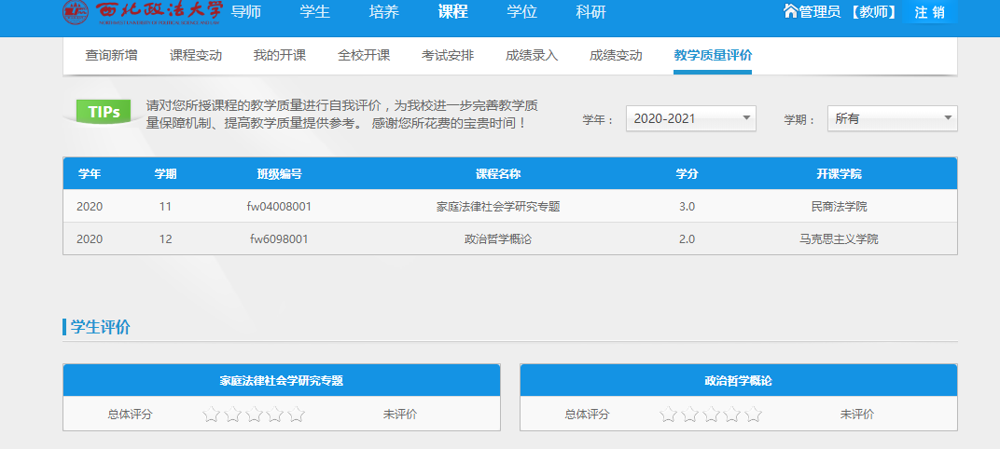 西北政法大学 导师 学生 培养 课程 学位 科研 管理员 【教师】 注 销
查询新增 课程变动 我的开课 全校开课 考试安排 成绩录入 成绩变动 教学质量评价
TIPs 请对您所授课程的教学质量进行自我评价，为我校进一步完善教学质
量保障机制、提高教学质量提供参考。 感谢您所花费的宝贵时间！
学年： 2020-2021 学期： 所有
学年 学期 班级编号 课程名称 学分 开课学院
2020 11 fw04008001 家庭法律社会学研究专题 3.0 民商法学院
2020 12 fw6098001 政治哲学概论 2.0 马克思主义学院
学生评价
家庭法律社会学研究专题 政治哲学概论
总体评分 未评价 总体评分 未评价